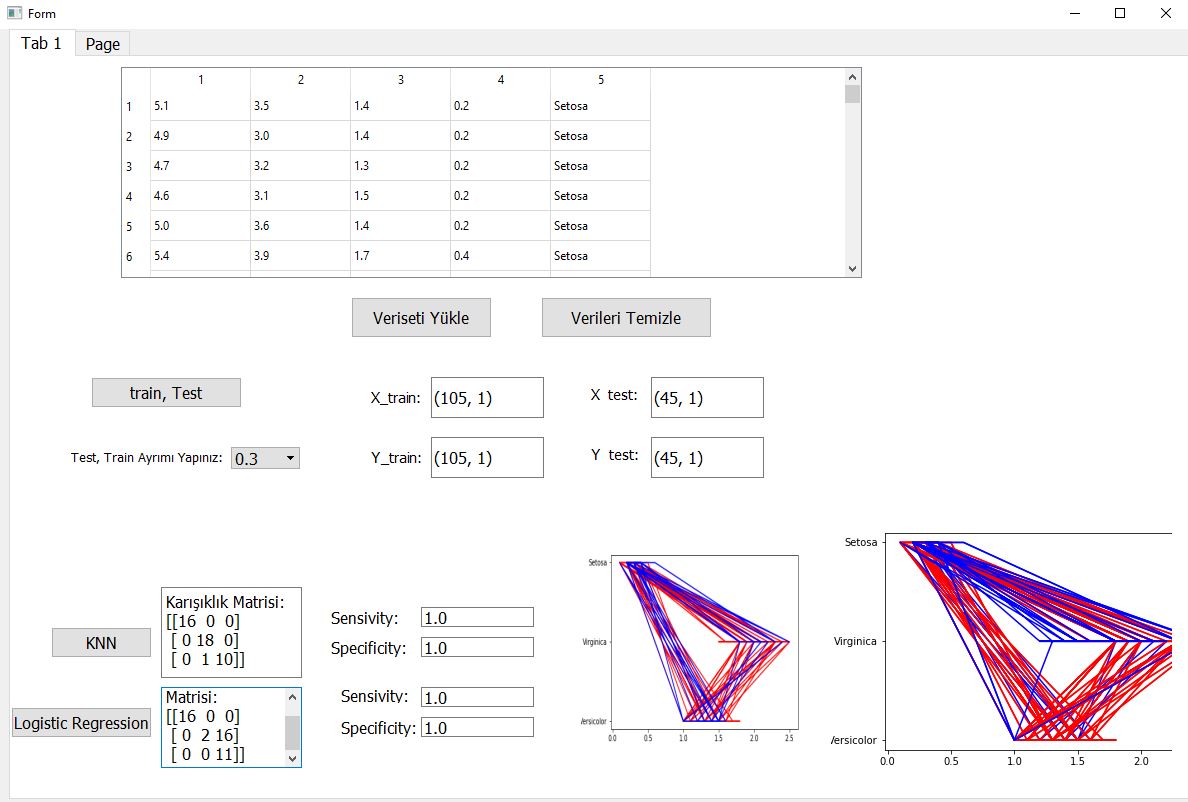 Form
Tab 1 Page
1 2 3 4 5
1 5.1 3.5 1.4 0.2 Setosa
2 4.9 3.0 1.4 0.2 Setosa
3 4.7 3.2 1.3 0.2 Setosa
4 4.6 3.1 1.5 0.2 Setosa
5 5.0 3.6 1.4 0.2 Setosa
6 5.4 3.9 1.7 0.4 Setosa
Veriseti Yükle Verileri Temizle
train, Test X_train: (105, 1) X test: (45, 1)
Test, Train Ayrımı Yapınız: 0.3 Y_train: (105, 1) Y test: (45, 1)
KNN
Karışıklık Matrisi:
[[16 0 0]
[ 0 18 0]
[ 0 1 10]]
Sensivity: 1.0
Specificity: 1.0
Logistic Regression
Matrisi:
[[16 0 0]
[ 0 2 16]
[ 0 0 11]]
Sensivity: 1.0
Specificity: 1.0
Setosa
Virginica
Versicolor
0.0 0.5 1.0 1.5 2.0 2.5
Setosa
Virginica
Versicolor
0.0 0.5 1.0 1.5 2.0